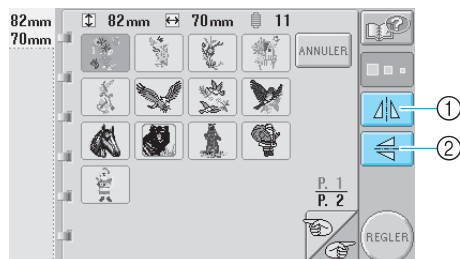 82mm
70mm
82mm 70mm 11
ANNULER
P. 1
P. 2
REGLER
1
2